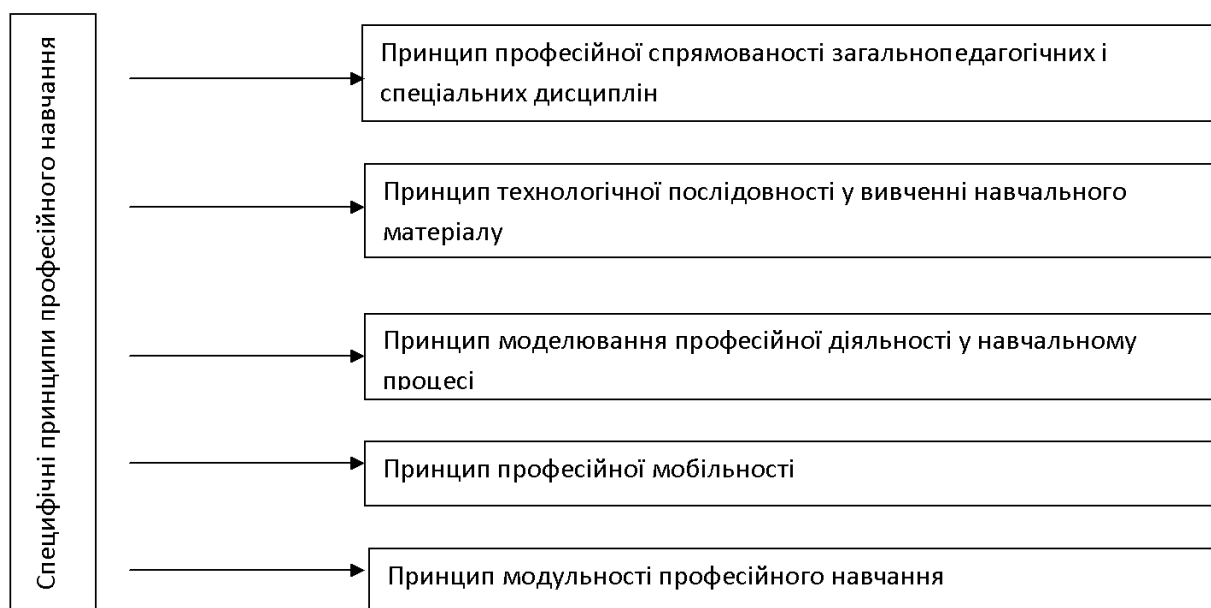 Специфічні принципи професійного навчання
Принцип професійної спрямованості загальнопедагогічних і
спеціальних дисциплін
Принцип технологічної послідовності у вивченні навчального
матеріалу
Принцип моделювання професійної діяльності у навчальному
процесі
Принцип професійної мобільності
Принцип модульності професійного навчання